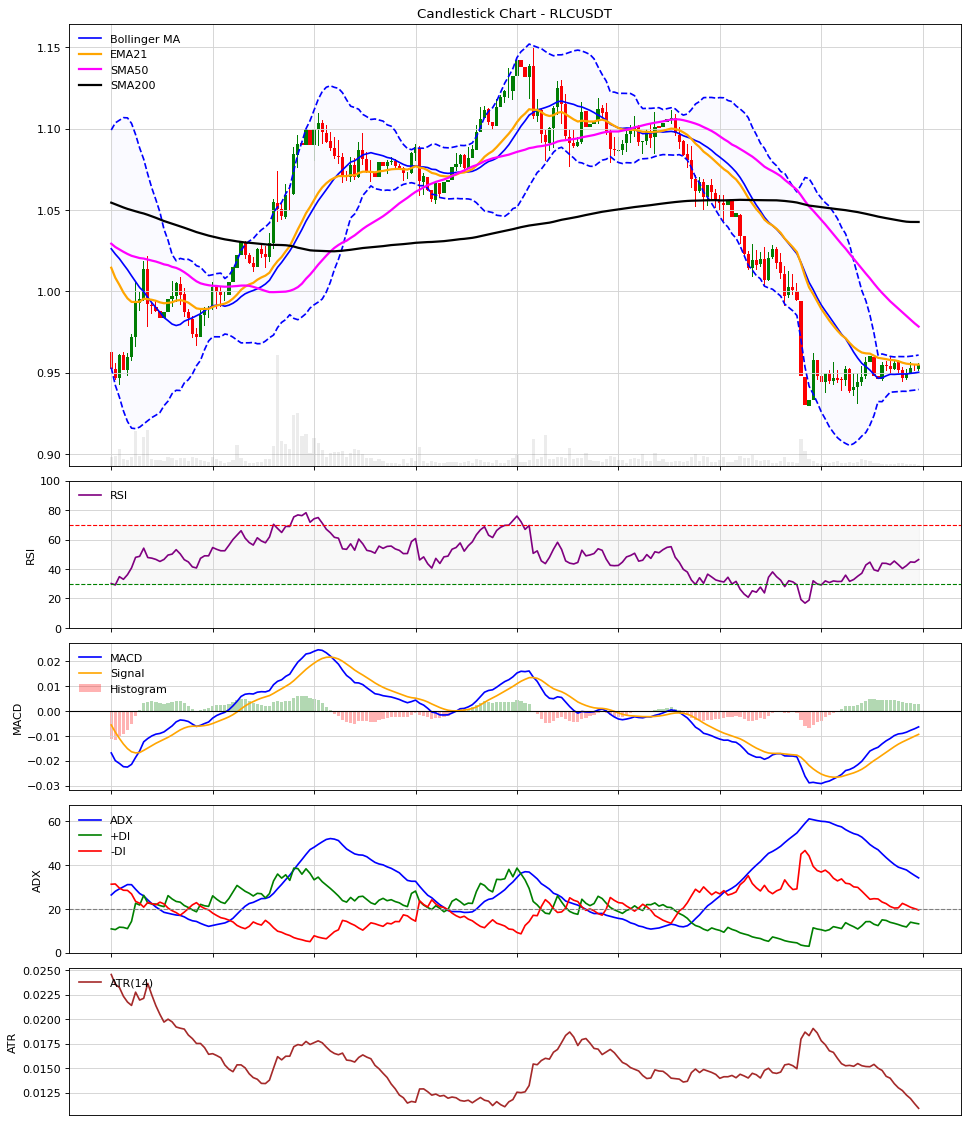 Candlestick Chart - RLCUSDT
Bollinger MA
EMA21
SMA50
SMA200
1.15
1.10
1.05
1.00
0.95
0.90
RSI
RSI
100
80
60
40
20
0
MACD
Signal
Histogram
MACD
0.02
0.01
0.00
−0.01
−0.02
−0.03
ADX
+DI
-DI
ADX
60
40
20
0
ATR(14)
ATR
0.0250
0.0225
0.0200
0.0175
0.0150
0.0125